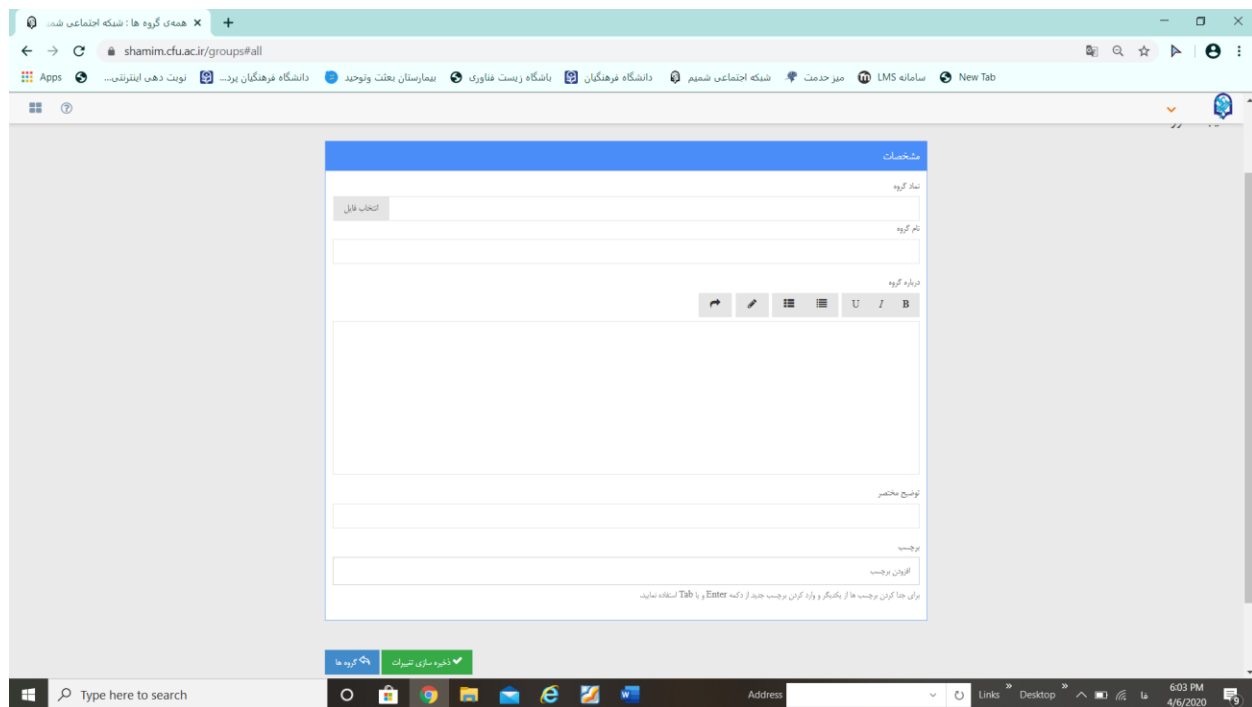 همه‌ی گروه ها : شبکه اجتماعی شمیـ
shamim.cfu.ac.ir/groups#all
Apps
نوبت دهی اینترنتی...
دانشگاه فرهنگیان پرد...
بیمارستان بعثت وتوحید
باشگاه زیست فناوری
دانشگاه فرهنگیان
شبکه اجتماعی شمیم
میز خدمت
سامانه LMS
New Tab
مشخصات
نماد گروه
انتخاب فایل
نام گروه
درباره گروه
U I B
توضیح مختصر
برچسب
افزودن برچسب
برای جدا کردن برچسب ها از یکدیگر و وارد کردن برچسب جدید از دکمه Enter و یا Tab استفاده نمایید.
ذخیره سازی تغییرات
گروه ها
Type here to search
Address
Links
Desktop
فا
6:03 PM
4/6/2020